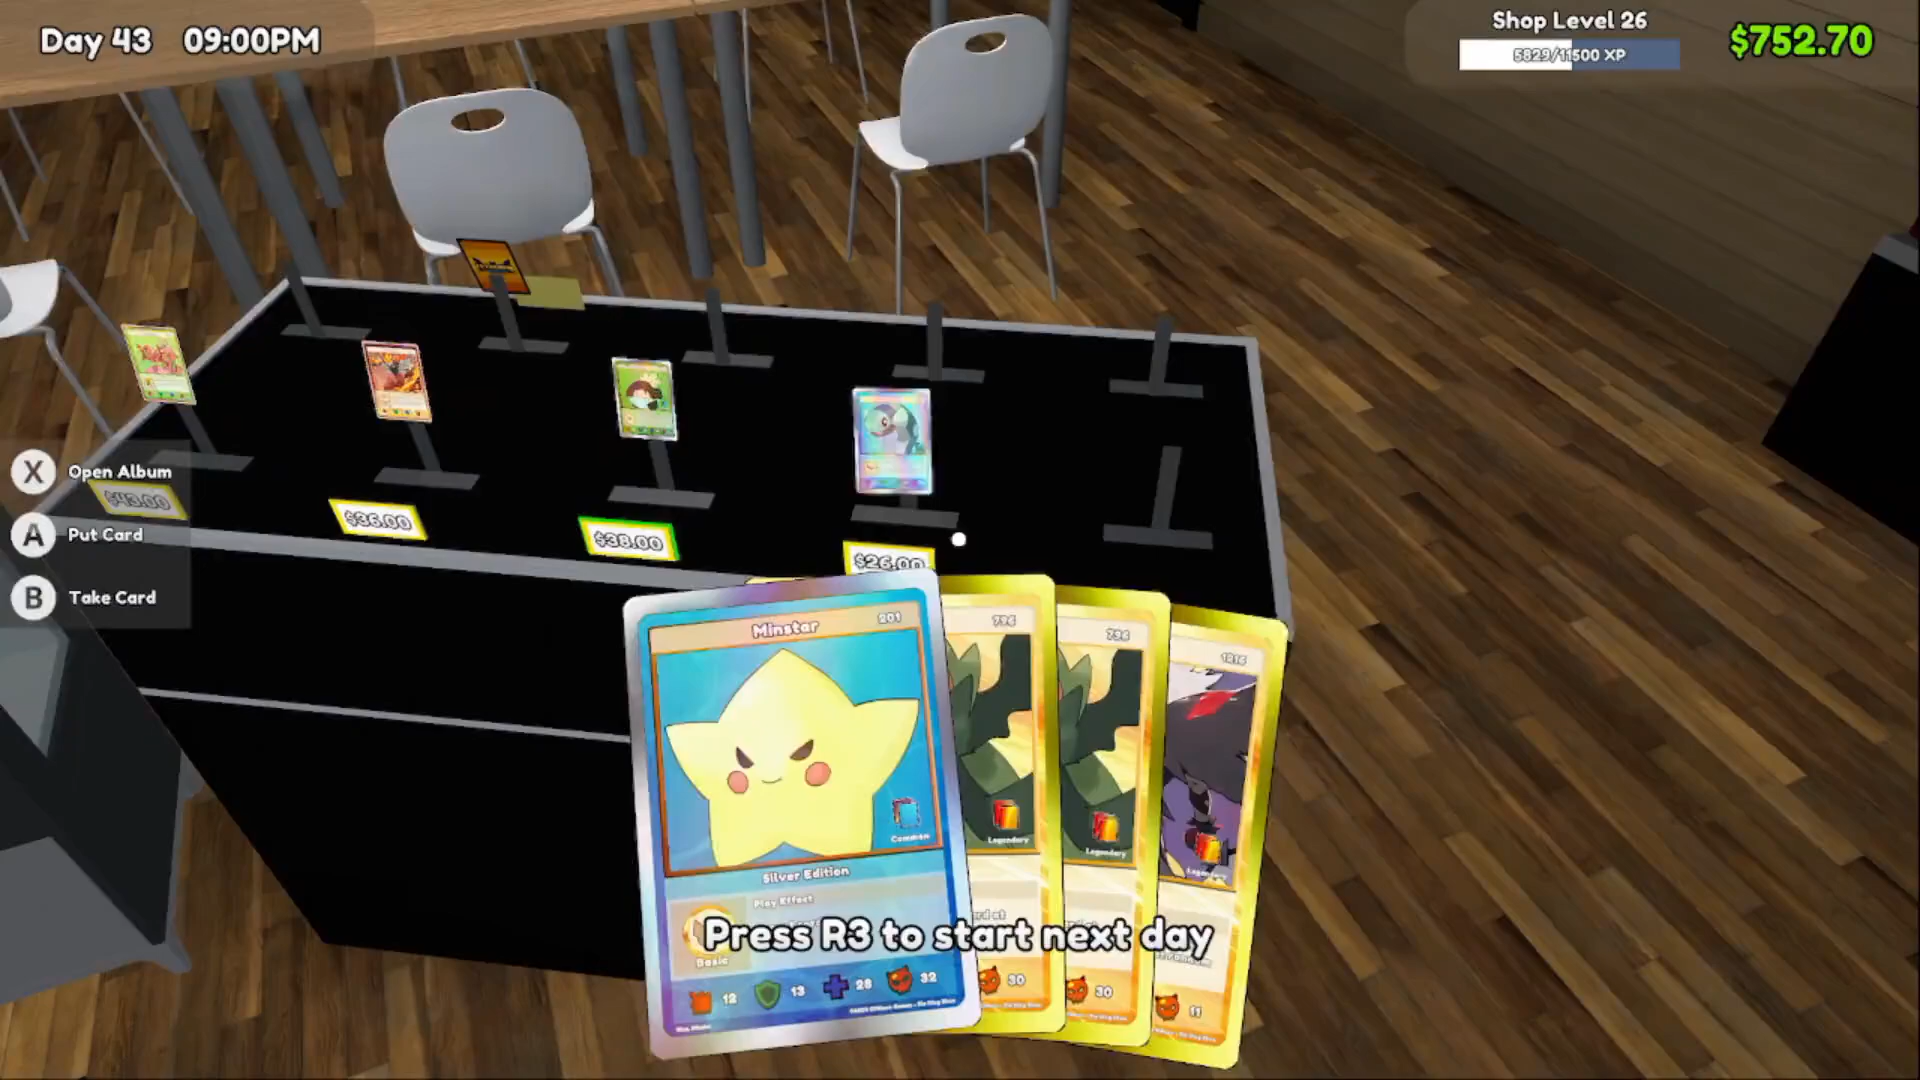 Day 43 09:00PM
Shop Level 26
5829/11500 XP
$752.70
X Open Album
$43.00
A Put Card
B Take Card
$36.00
$38.00
$26.00
Minstar 201
Common
Silver Edition
Play Effect
Basic
12 13 28 32
796
Legendary
30
796
Legendary
30
1216
Legendary
11
Press R3 to start next day